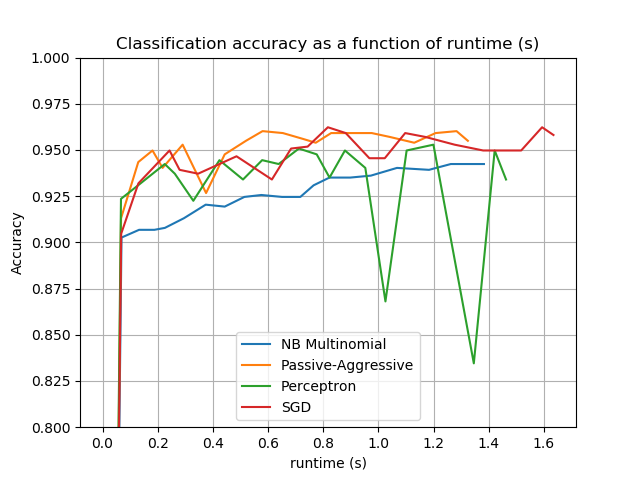 Classification accuracy as a function of runtime (s)
1.000
0.975
0.950
0.925
0.900
0.875
0.850
0.825
0.800
Accuracy
NB Multinomial
Passive-Aggressive
Perceptron
SGD
0.0 0.2 0.4 0.6 0.8 1.0 1.2 1.4 1.6
runtime (s)